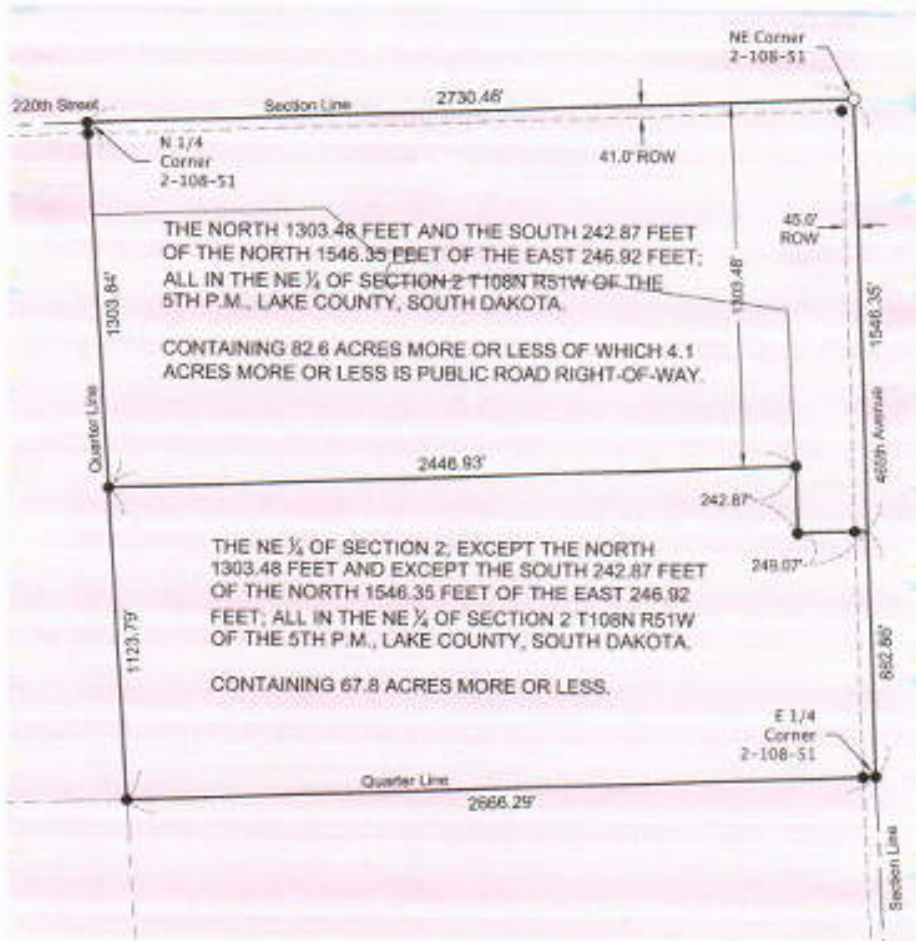 NE Corner
2-108-51
220th Street
Section Line
2730.46'
N 1/4
Corner
2-108-51
41.0' ROW
45.0'
ROW
THE NORTH 1303.48 FEET AND THE SOUTH 242.87 FEET
OF THE NORTH 1546.35 FEET OF THE EAST 246.92 FEET;
ALL IN THE NE ¼ OF SECTION 2 T108N R51W OF THE
5TH P.M., LAKE COUNTY, SOUTH DAKOTA.
CONTAINING 82.6 ACRES MORE OR LESS OF WHICH 4.1
ACRES MORE OR LESS IS PUBLIC ROAD RIGHT-OF-WAY.
1303.64'
1303.48'
1546.35'
Quarter Line
Avenue
2446.93'
242.87'
249.07'
THE NE ¼ OF SECTION 2; EXCEPT THE NORTH
1303.48 FEET AND EXCEPT THE SOUTH 242.87 FEET
OF THE NORTH 1546.35 FEET OF THE EAST 246.92
FEET; ALL IN THE NE ¼ OF SECTION 2 T108N R51W
OF THE 5TH P.M., LAKE COUNTY, SOUTH DAKOTA.
CONTAINING 67.8 ACRES MORE OR LESS.
1123.79'
E 1/4
Corner
2-108-51
Quarter Line
2666.29'
Section Line